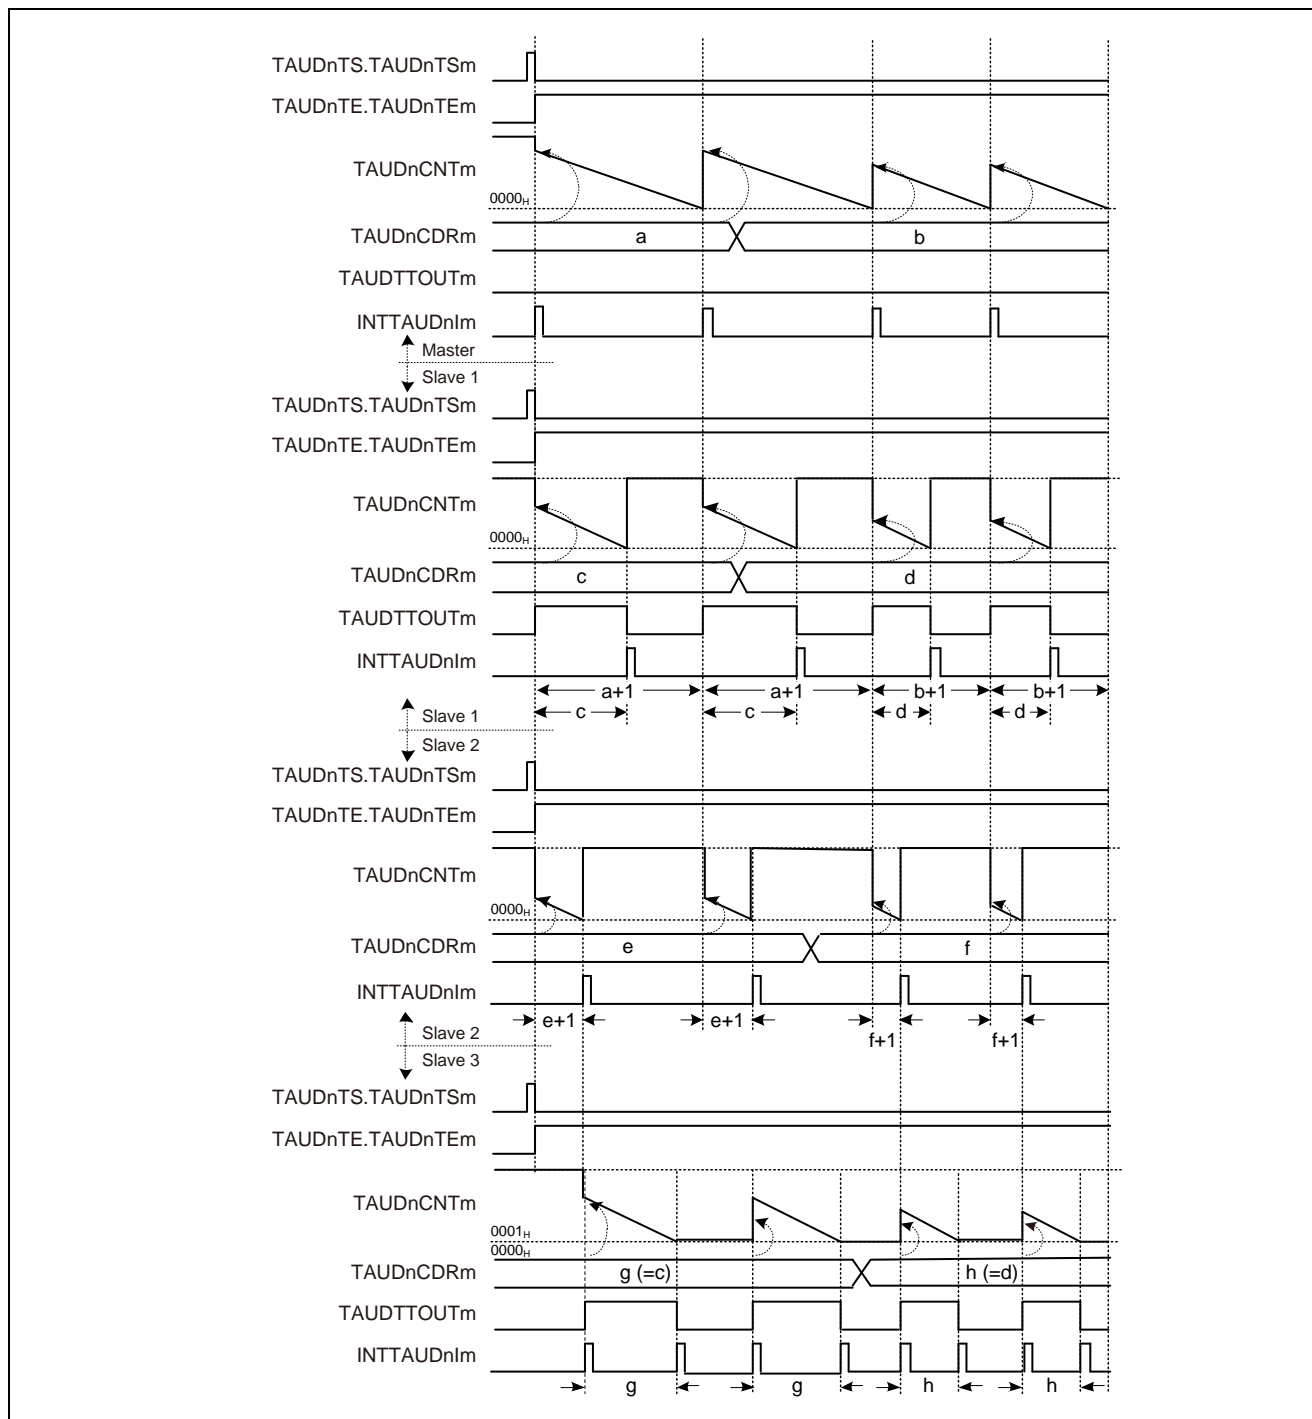 TAUDnTS.TAUDnTSm
TAUDnTE.TAUDnTEm
TAUDnCNTm
0000H
TAUDnCDRm
a
b
TAUDTTOUTm
INTTAUDnIm
Master
Slave 1
TAUDnTS.TAUDnTSm
TAUDnTE.TAUDnTEm
TAUDnCNTm
0000H
TAUDnCDRm
c
d
TAUDTTOUTm
INTTAUDnIm
a+1 a+1 b+1 b+1
c c d d
Slave 1
Slave 2
TAUDnTS.TAUDnTSm
TAUDnTE.TAUDnTEm
TAUDnCNTm
0000H
TAUDnCDRm
e
f
INTTAUDnIm
e+1 e+1 f+1 f+1
Slave 2
Slave 3
TAUDnTS.TAUDnTSm
TAUDnTE.TAUDnTEm
TAUDnCNTm
0001H
0000H
TAUDnCDRm
g (=c)
h (=d)
TAUDTTOUTm
INTTAUDnIm
g g h h